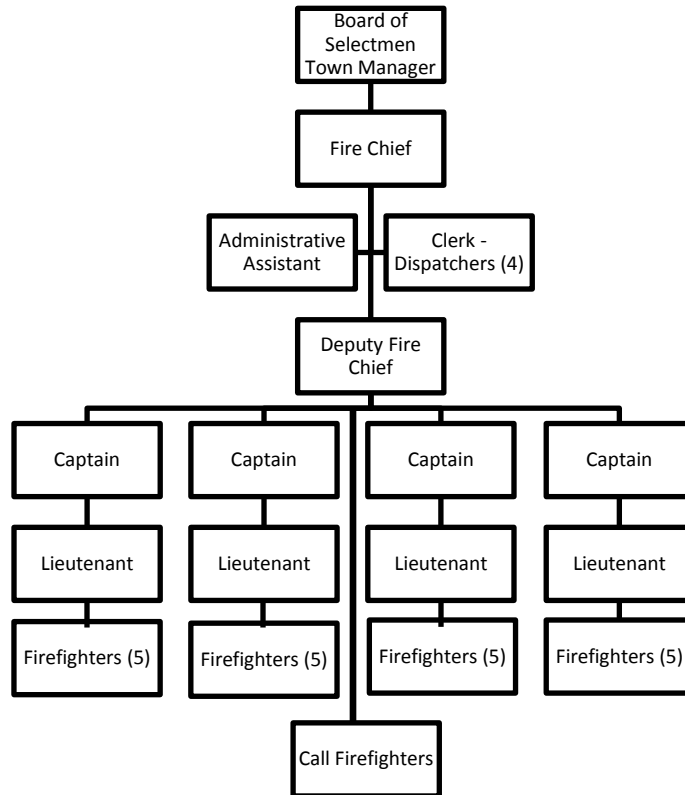 Board of
Selectmen
Town Manager
Fire Chief
Administrative
Assistant
Clerk -
Dispatchers (4)
Deputy Fire
Chief
Captain
Captain
Captain
Captain
Lieutenant
Lieutenant
Lieutenant
Lieutenant
Firefighters (5)
Firefighters (5)
Firefighters (5)
Firefighters (5)
Call Firefighters